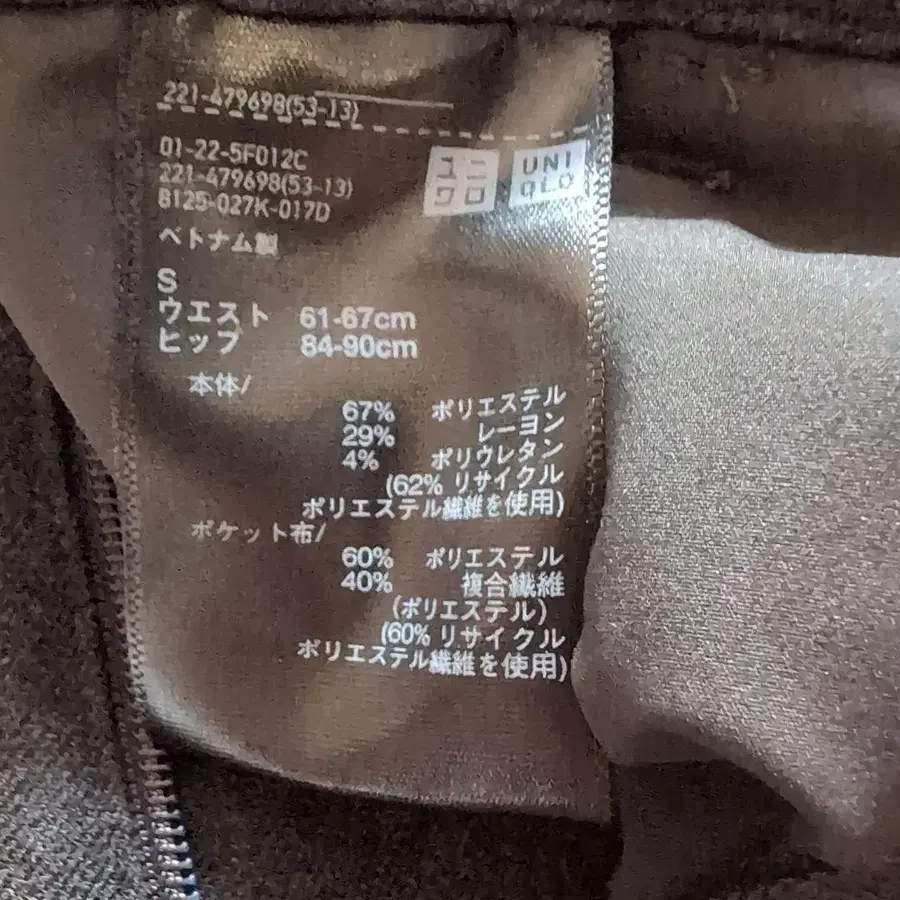 221-479698(53-13)
01-22-5F012C
221-479698(53-13)
8125-027K-017D
ユニ
クロ
UNI
QLO
ベトナム製
S
ウエスト 61-67cm
ヒップ 84-90cm
本体/
67% ポリエステル
29% レーヨン
4% ポリウレタン
(62% リサイクル
ポリエステル繊維を使用)
ポケット布/
60% ポリエステル
40% 複合繊維
(ポリエステル)
(60% リサイクル
ポリエステル繊維を使用)